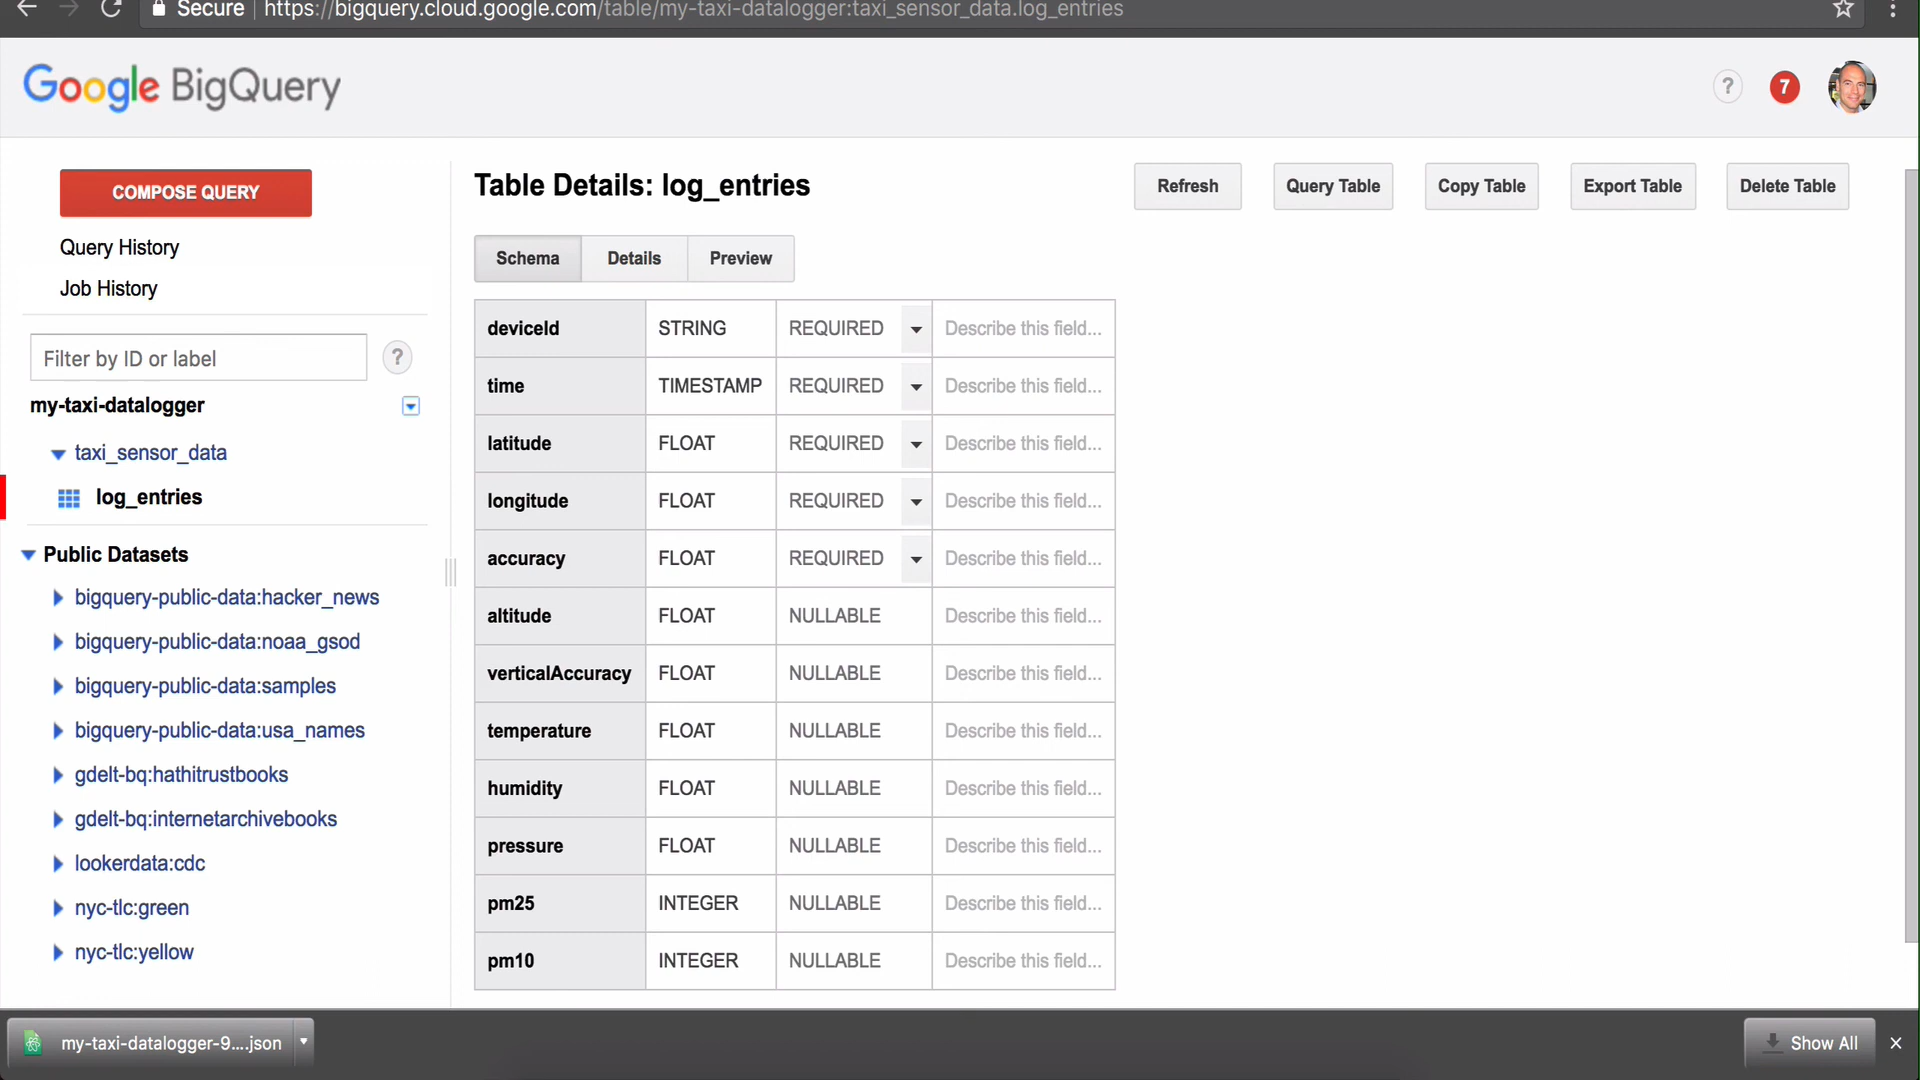 Secure https://bigquery.cloud.google.com/table/my-taxi-datalogger:taxi_sensor_data.log_entries
Google BigQuery
? 7
COMPOSE QUERY
Query History
Job History
Filter by ID or label ?
my-taxi-datalogger
taxi_sensor_data
log_entries
Public Datasets
bigquery-public-data:hacker_news
bigquery-public-data:noaa_gsod
bigquery-public-data:samples
bigquery-public-data:usa_names
gdelt-bq:hathitrustbooks
gdelt-bq:internetarchivebooks
lookerdata:cdc
nyc-tlc:green
nyc-tlc:yellow
Table Details: log_entries
Refresh Query Table Copy Table Export Table Delete Table
Schema Details Preview
deviceId STRING REQUIRED Describe this field...
time TIMESTAMP REQUIRED Describe this field...
latitude FLOAT REQUIRED Describe this field...
longitude FLOAT REQUIRED Describe this field...
accuracy FLOAT REQUIRED Describe this field...
altitude FLOAT NULLABLE Describe this field...
verticalAccuracy FLOAT NULLABLE Describe this field...
temperature FLOAT NULLABLE Describe this field...
humidity FLOAT NULLABLE Describe this field...
pressure FLOAT NULLABLE Describe this field...
pm25 INTEGER NULLABLE Describe this field...
pm10 INTEGER NULLABLE Describe this field...
my-taxi-datalogger-9....json
Show All